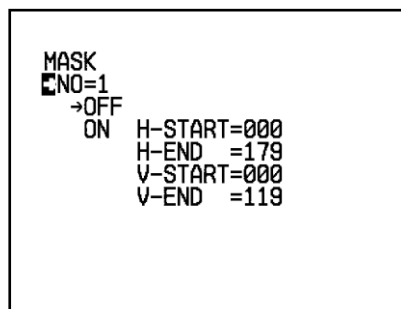 MASK
➔NO=1
→OFF
ON H-START=000
H-END =179
V-START=000
V-END =119